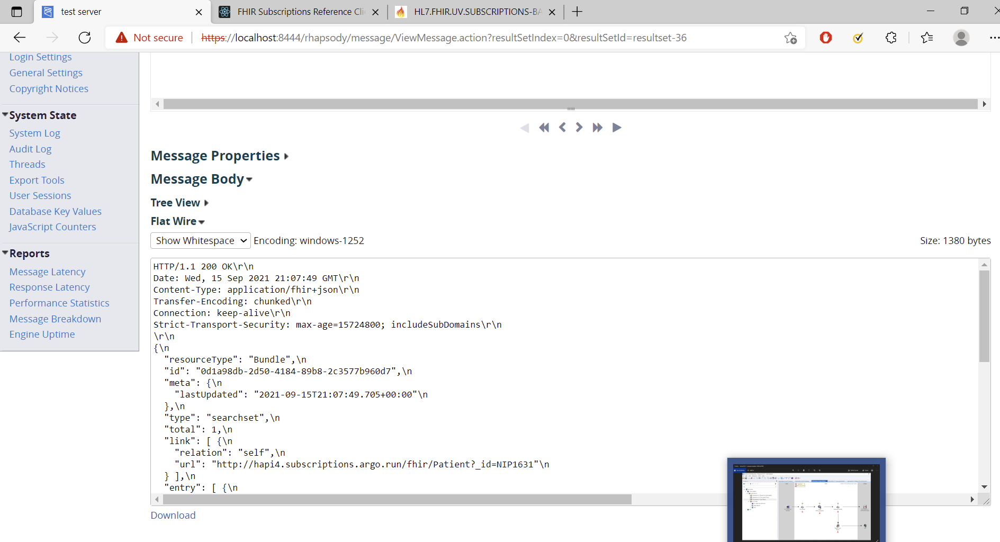 test server
FHIR Subscriptions Reference Cli
HL7.FHIR.UV.SUBSCRIPTIONS-BA
Not secure
https://localhost:8444/rhapsody/message/ViewMessage.action?resultSetIndex=0&resultSetId=resultset-36
Login Settings
General Settings
Copyright Notices
System State
System Log
Audit Log
Threads
Export Tools
User Sessions
Database Key Values
JavaScript Counters
Reports
Message Latency
Response Latency
Performance Statistics
Message Breakdown
Engine Uptime
Message Properties
Message Body
Tree View
Flat Wire
Show Whitespace Encoding: windows-1252 Size: 1380 bytes
HTTP/1.1 200 OK\r\n
Date: Wed, 15 Sep 2021 21:07:49 GMT\r\n
Content-Type: application/fhir+json\r\n
Transfer-Encoding: chunked\r\n
Connection: keep-alive\r\n
Strict-Transport-Security: max-age=15724800; includeSubDomains\r\n
\r\n
{\n
  "resourceType": "Bundle",\n
  "id": "0d1a98db-2d50-4184-89b8-2c3577b960d7",\n
  "meta": {\n
    "lastUpdated": "2021-09-15T21:07:49.705+00:00"\n
  },\n
  "type": "searchset",\n
  "total": 1,\n
  "link": [ {\n
    "relation": "self",\n
    "url": "http://hapi4.subscriptions.argo.run/fhir/Patient?_id=NIP1631"\n
  } ],\n
  "entry": [ {\n
Download